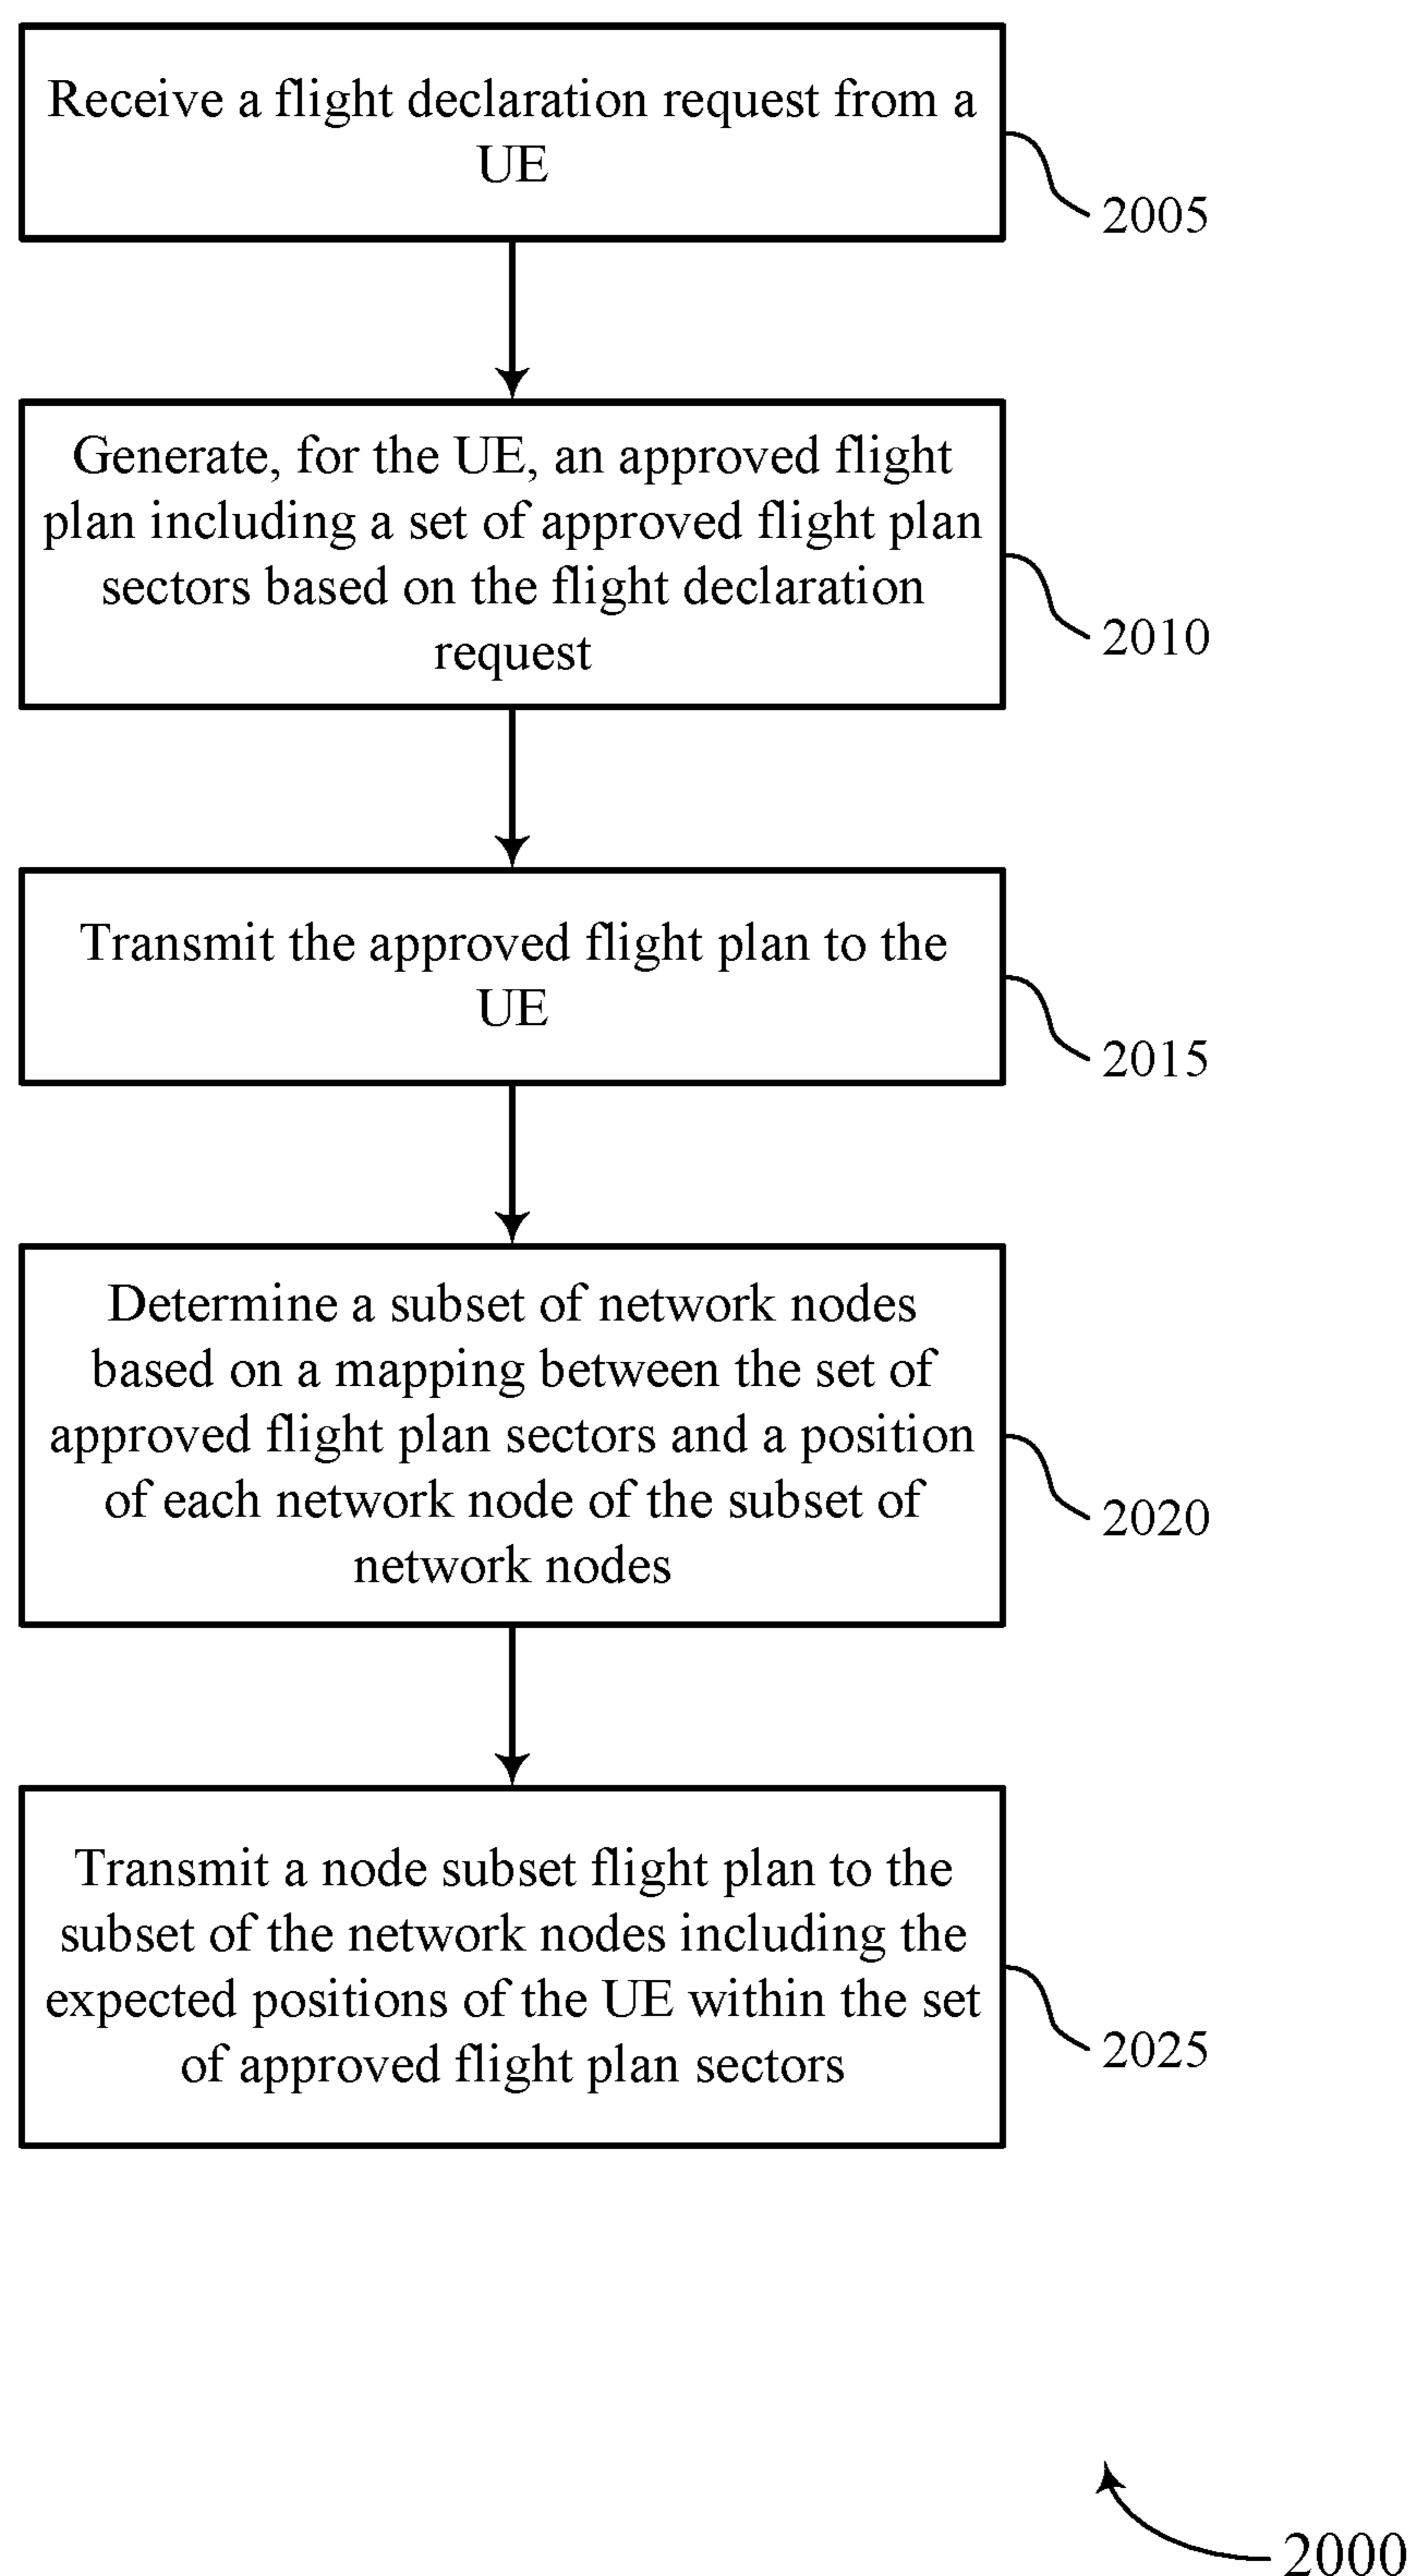 Receive a flight declaration request from a
UE
2005
Generate, for the UE, an approved flight
plan including a set of approved flight plan
sectors based on the flight declaration
request
2010
Transmit the approved flight plan to the
UE
2015
Determine a subset of network nodes
based on a mapping between the set of
approved flight plan sectors and a position
of each network node of the subset of
network nodes
2020
Transmit a node subset flight plan to the
subset of the network nodes including the
expected positions of the UE within the set
of approved flight plan sectors
2025
2000